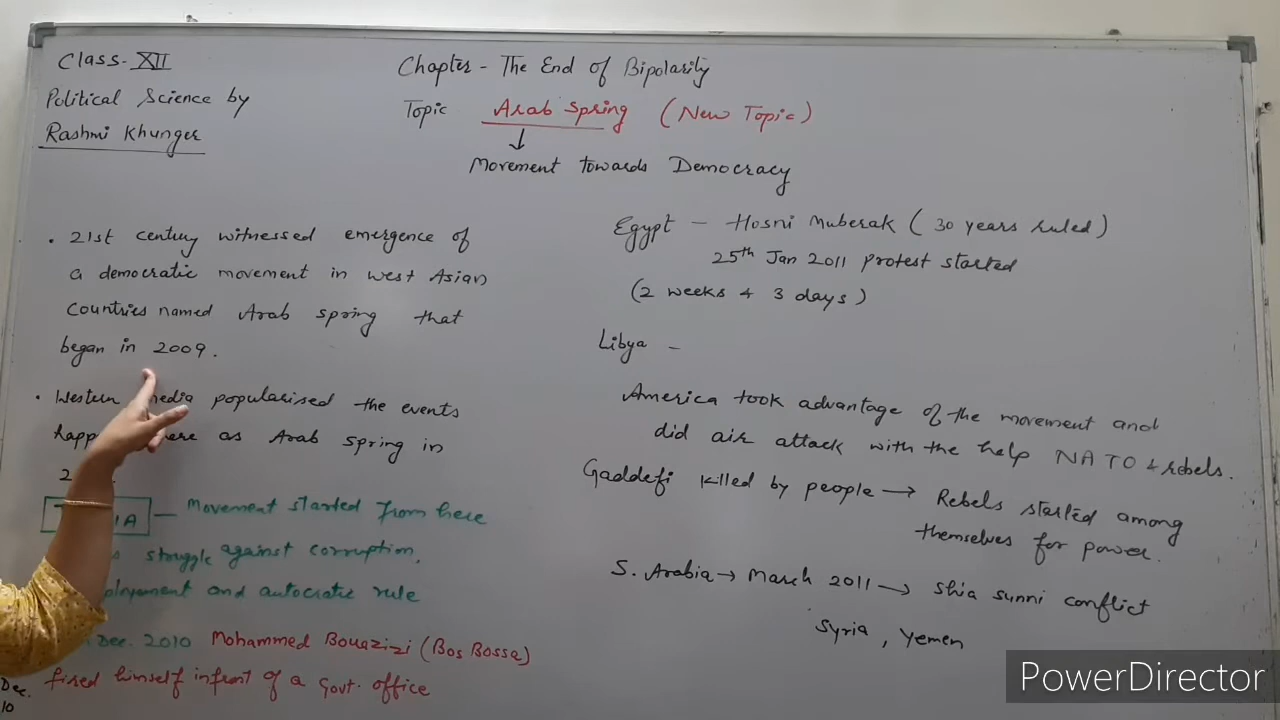 Class - XII
Political Science by
Rashmi Khunger
Chapter - The End of Bipolarity
Topic Arab Spring (New Topic)
Movement towards Democracy
. 21st century witnessed emergence of
a democratic movement in West Asian
Countries named Arab spring that
began in 2009.
. Western media popularised the events
as Arab Spring in
— Movement started from here
struggle against corruption,
and autocratic rule
Dec. 2010 Mohammed Bouazizi (Bos Bossa)
fired himself infront of a Govt. office
Dec.
10
Egypt - Hosni Muberak (30 years ruled)
25th Jan 2011 protest started
(2 weeks & 3 days)
Libya -
America took advantage of the movement and
did air attack with the help NATO & rebels.
Gaddefi killed by people → Rebels started among
themselves for power.
S. Arabia → March 2011 → Shia Sunni conflict
Syria, Yemen
PowerDirector